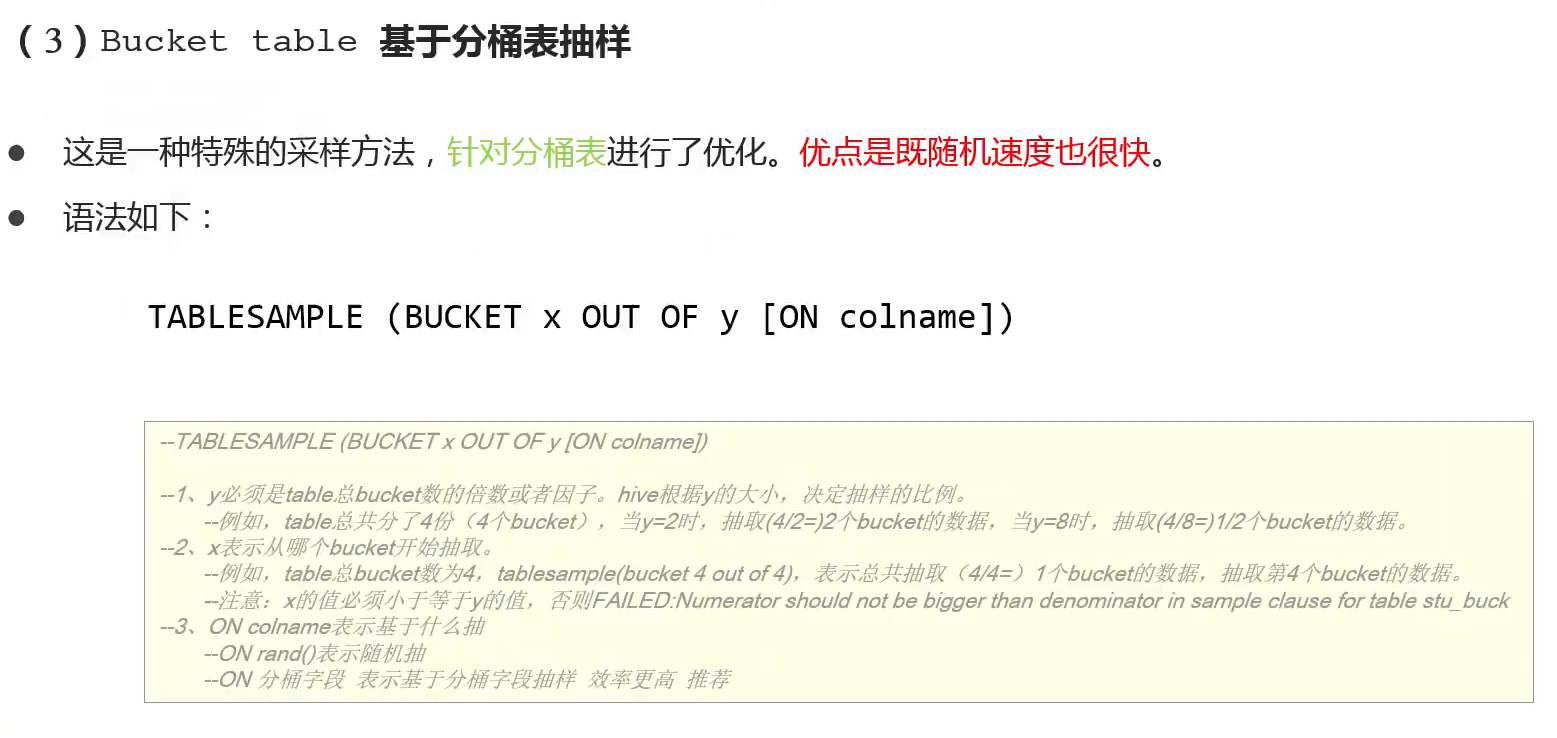 （3）Bucket table 基于分桶表抽样
● 这是一种特殊的采样方法，针对分桶表进行了优化。优点是既随机速度也很快。
● 语法如下：
TABLESAMPLE (BUCKET x OUT OF y [ON colname])
--TABLESAMPLE (BUCKET x OUT OF y [ON colname])
--1、y必须是table总bucket数的倍数或者因子。hive根据y的大小，决定抽样的比例。
--例如，table总共分了4份（4个bucket），当y=2时，抽取(4/2=)2个bucket的数据，当y=8时，抽取(4/8=)1/2个bucket的数据。
--2、x表示从哪个bucket开始抽取。
--例如，table总bucket数为4，tablesample(bucket 4 out of 4)，表示总共抽取（4/4=）1个bucket的数据，抽取第4个bucket的数据。
--注意：x的值必须小于等于y的值，否则FAILED:Numerator should not be bigger than denominator in sample clause for table stu_buck
--3、ON colname表示基于什么抽
--ON rand()表示随机抽
--ON 分桶字段 表示基于分桶字段抽样 效率更高 推荐